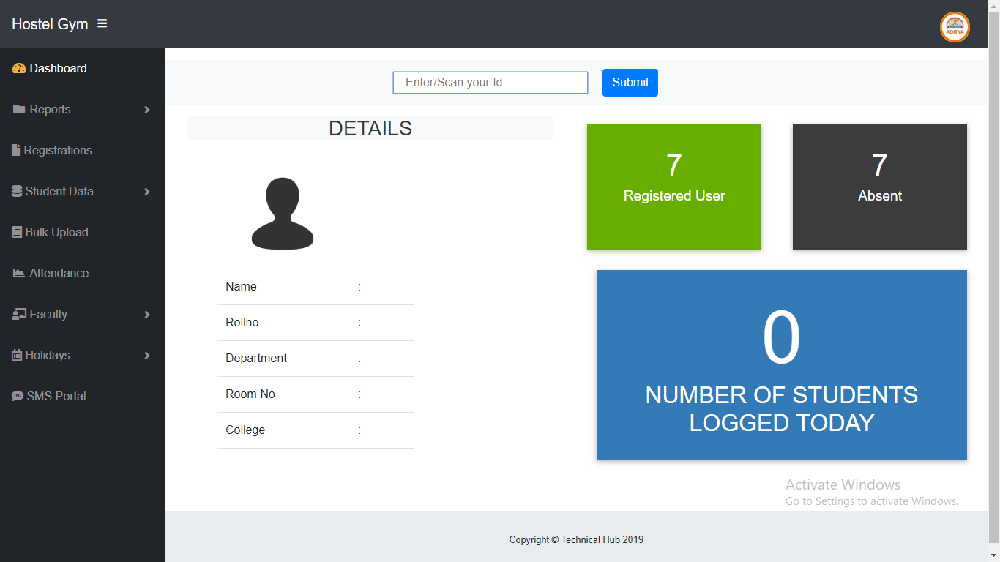 Hostel Gym
ADITYA
Dashboard
Reports
Registrations
Student Data
Bulk Upload
Attendance
Faculty
Holidays
SMS Portal
Enter/Scan your Id
Submit
DETAILS
Name :
Rollno :
Department :
Room No :
College :
7
Registered User
7
Absent
0
NUMBER OF STUDENTS
LOGGED TODAY
Activate Windows
Go to Settings to activate Windows.
Copyright © Technical Hub 2019